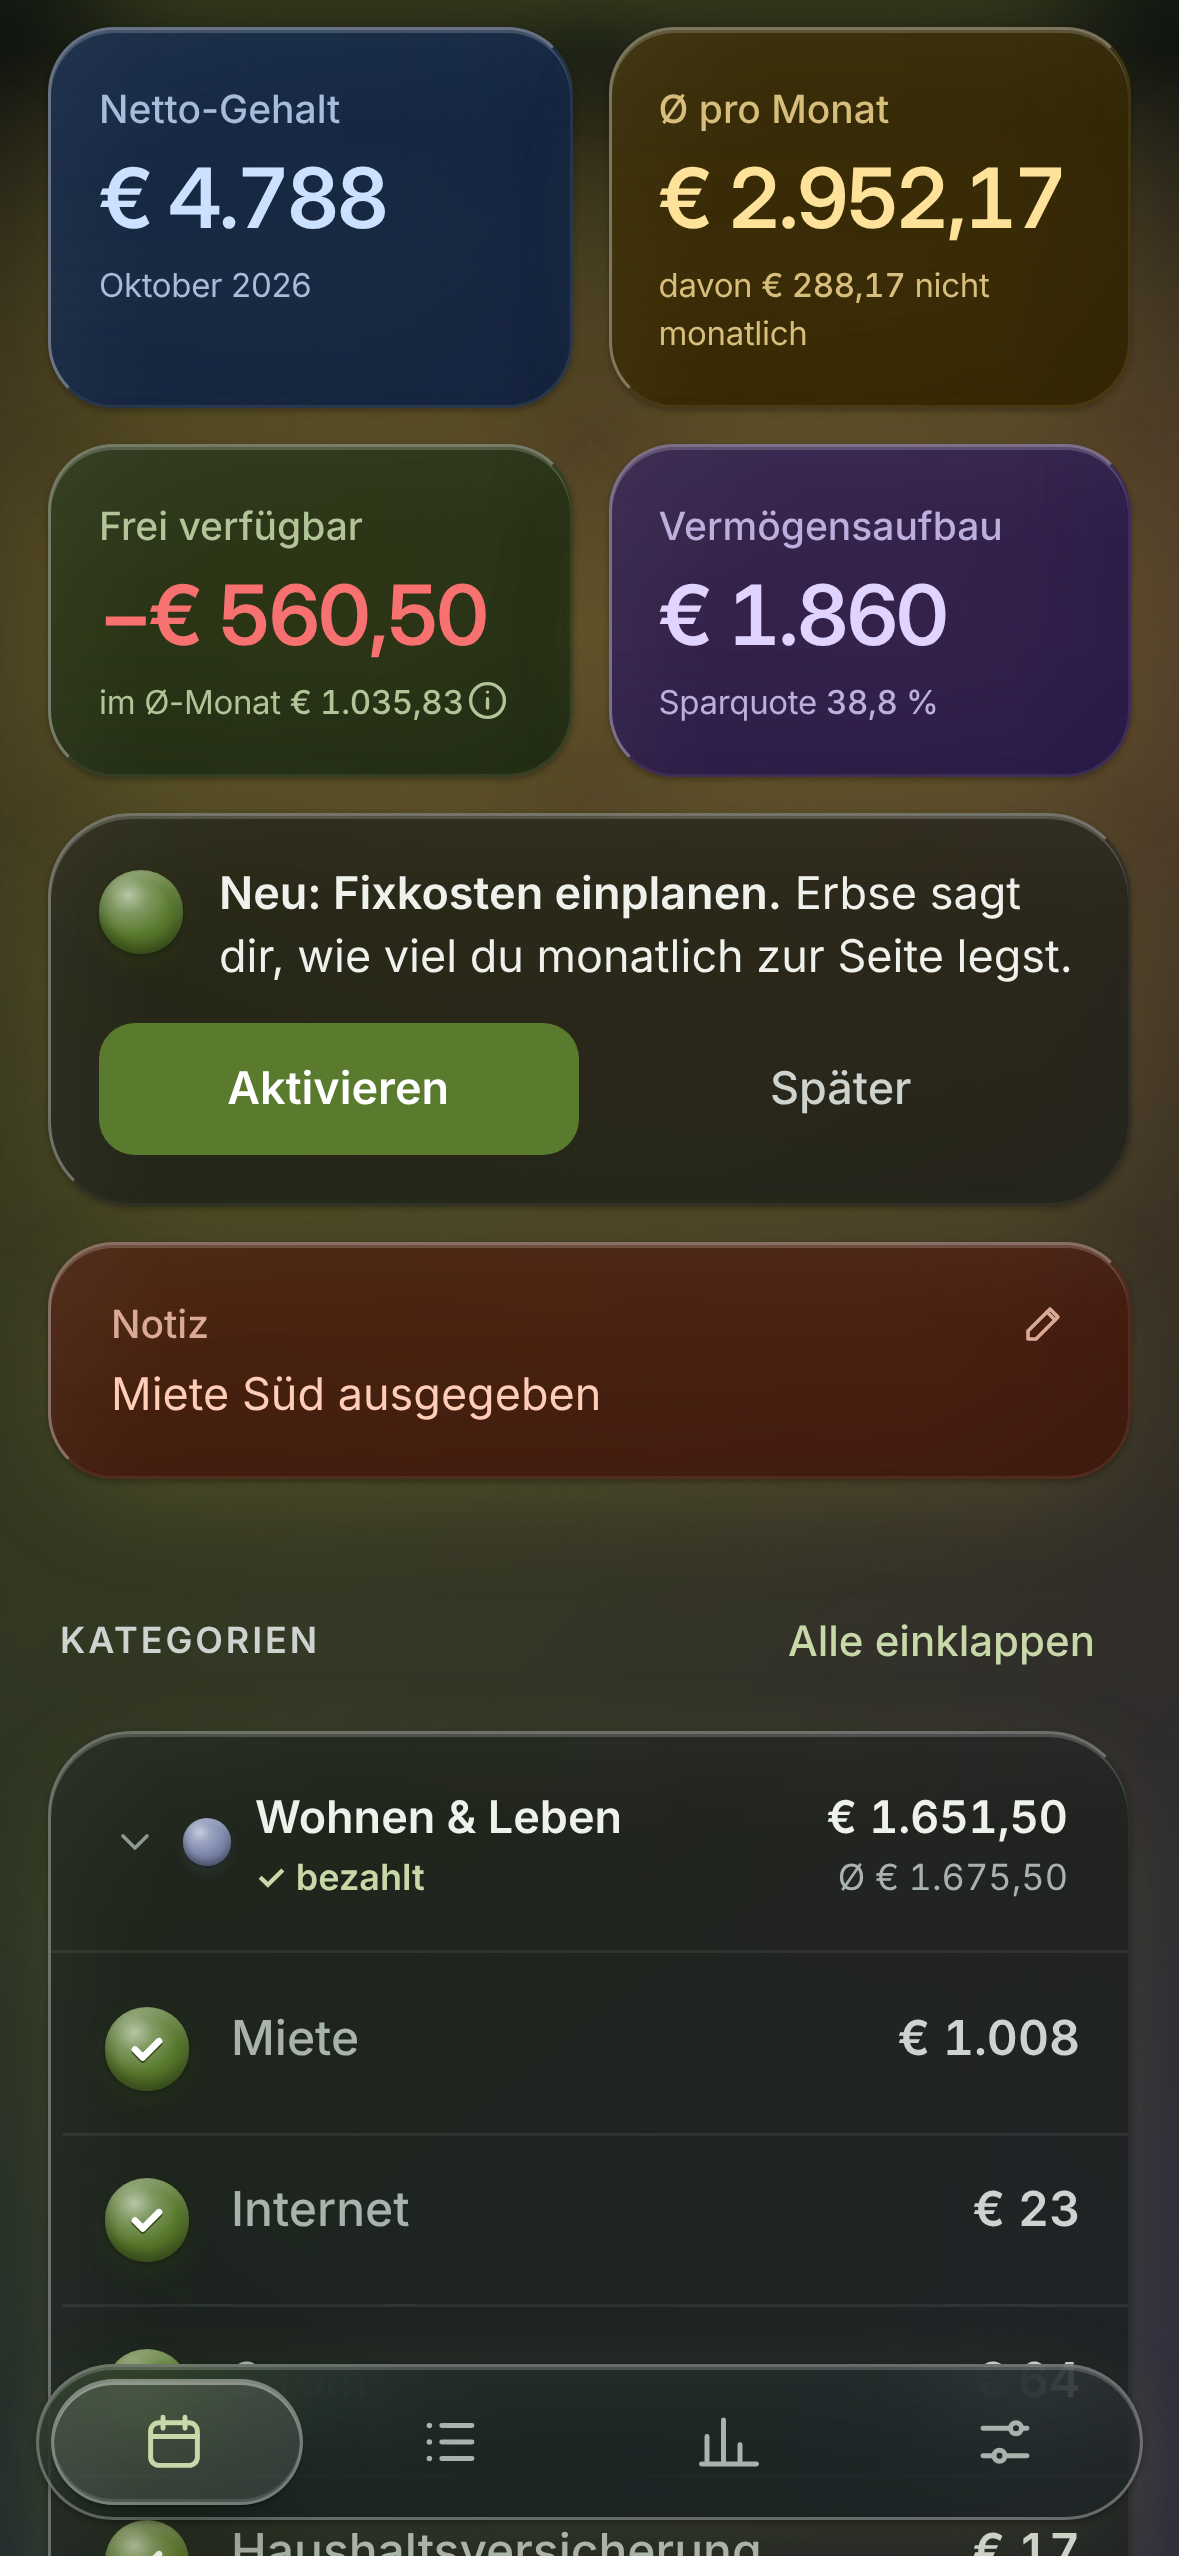 Netto-Gehalt
€ 4.788
Oktober 2026
Ø pro Monat
€ 2.952,17
davon € 288,17 nicht
monatlich
Frei verfügbar
–€ 560,50
im Ø-Monat € 1.035,83
Vermögensaufbau
€ 1.860
Sparquote 38,8 %
Neu: Fixkosten einplanen. Erbse sagt
dir, wie viel du monatlich zur Seite legst.
Aktivieren
Später
Notiz
Miete Süd ausgegeben
KATEGORIEN
Alle einklappen
Wohnen & Leben
€ 1.651,50
✓ bezahlt
Ø € 1.675,50
Miete
€ 1.008
Internet
€ 23
€ 64
Haushaltsversicherung
€ 17